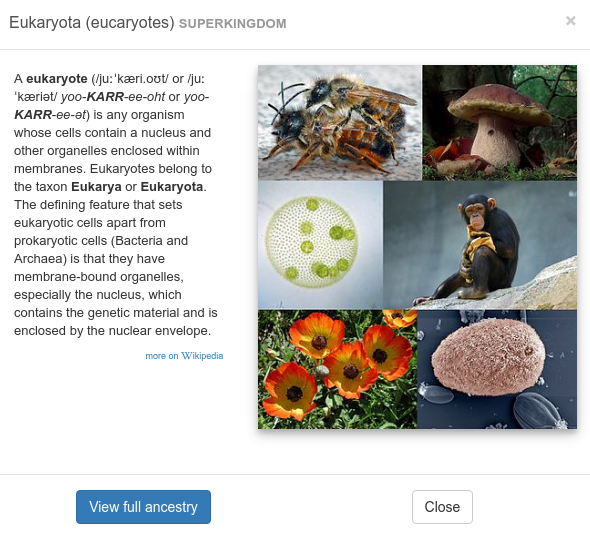 Eukaryota (eucaryotes) SUPERKINGDOM
×
A eukaryote (/juːˈkæri.oʊt/ or /juː
ˈkæriət/ yoo-KARR-ee-oht or yoo-
KARR-ee-ət) is any organism
whose cells contain a nucleus and
other organelles enclosed within
membranes. Eukaryotes belong to
the taxon Eukarya or Eukaryota.
The defining feature that sets
eukaryotic cells apart from
prokaryotic cells (Bacteria and
Archaea) is that they have
membrane-bound organelles,
especially the nucleus, which
contains the genetic material and is
enclosed by the nuclear envelope.
more on Wikipedia
View full ancestry
Close